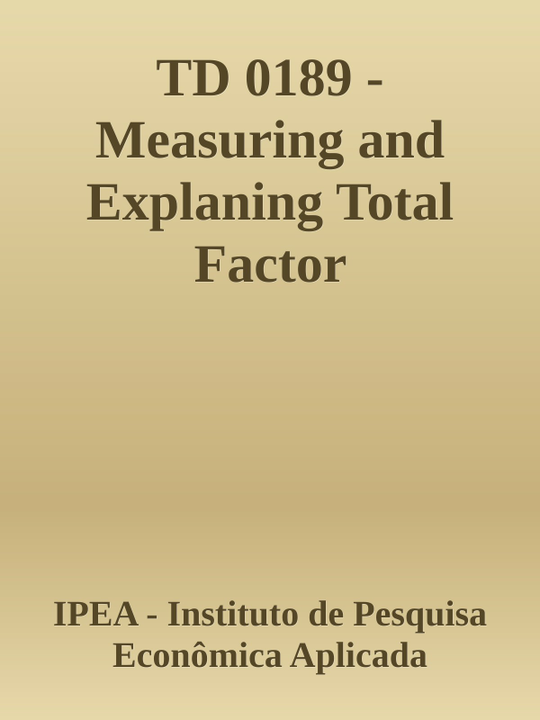 TD 0189 -
Measuring and
Explaning Total
Factor
IPEA - Instituto de Pesquisa
Econômica Aplicada